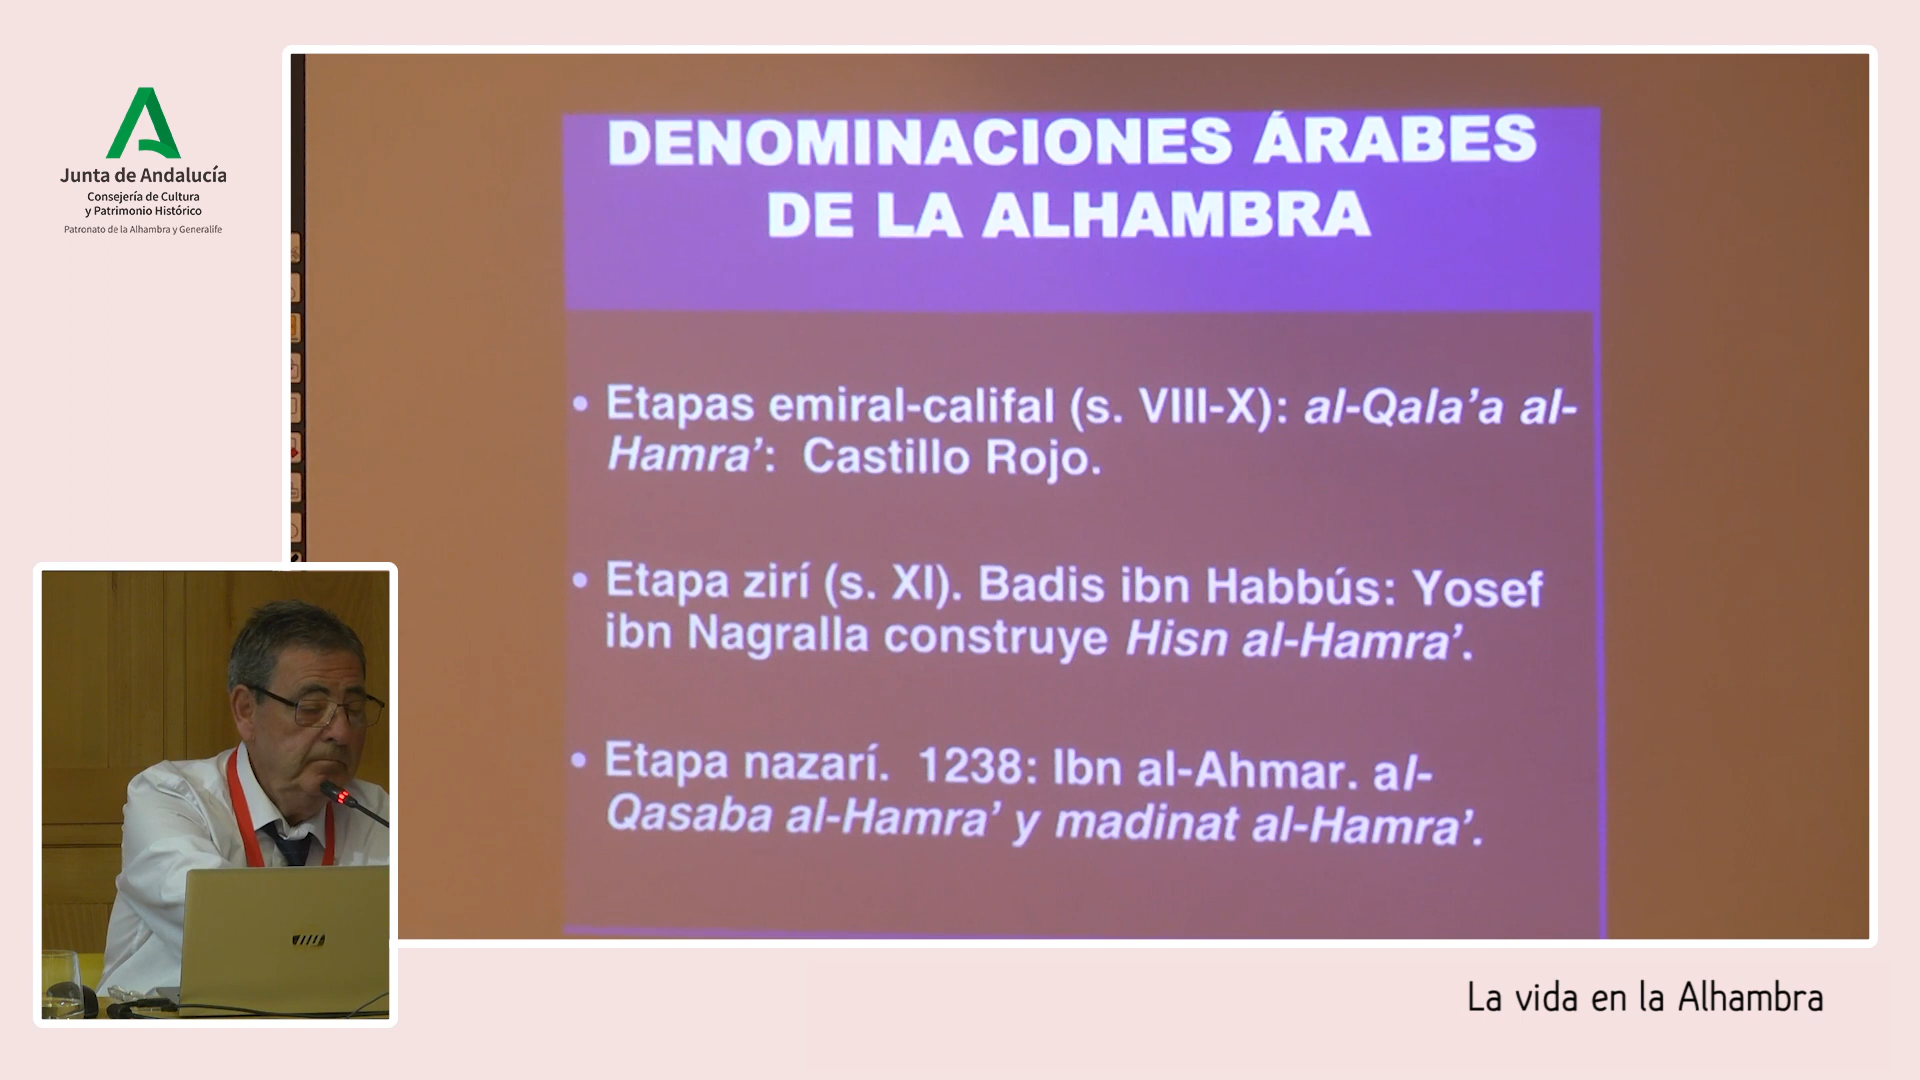 Junta de Andalucía
Consejería de Cultura
y Patrimonio Histórico
Patronato de la Alhambra y Generalife
DENOMINACIONES ÁRABES
DE LA ALHAMBRA
• Etapas emiral-califal (s. VIII-X): al-Qala’a al-
Hamra’: Castillo Rojo.
• Etapa zirí (s. XI). Badis ibn Habbús: Yosef
ibn Nagralla construye Hisn al-Hamra’.
• Etapa nazarí. 1238: Ibn al-Ahmar. al-
Qasaba al-Hamra’ y madinat al-Hamra’.
La vida en la Alhambra